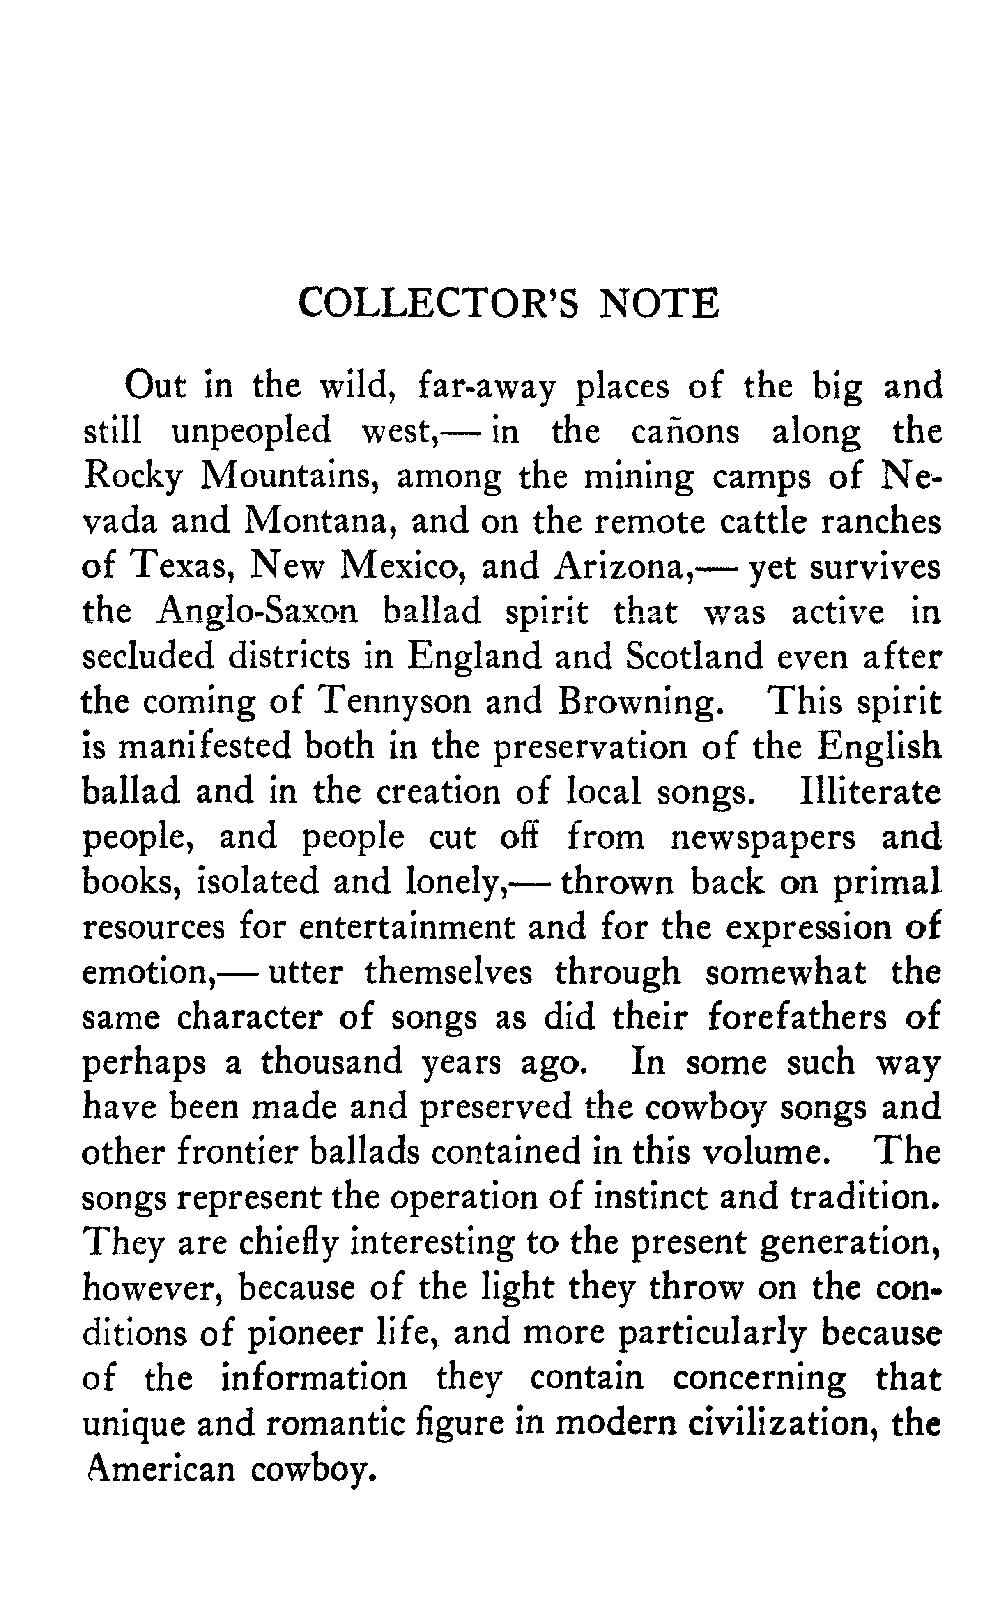 COLLECTOR'S NOTE
Out in the wild, far-away places of the big and
still unpeopled west,— in the cañons along the
Rocky Mountains, among the mining camps of Ne-
vada and Montana, and on the remote cattle ranches
of Texas, New Mexico, and Arizona,— yet survives
the Anglo-Saxon ballad spirit that was active in
secluded districts in England and Scotland even after
the coming of Tennyson and Browning. This spirit
is manifested both in the preservation of the English
ballad and in the creation of local songs. Illiterate
people, and people cut off from newspapers and
books, isolated and lonely,— thrown back on primal
resources for entertainment and for the expression of
emotion,— utter themselves through somewhat the
same character of songs as did their forefathers of
perhaps a thousand years ago. In some such way
have been made and preserved the cowboy songs and
other frontier ballads contained in this volume. The
songs represent the operation of instinct and tradition.
They are chiefly interesting to the present generation,
however, because of the light they throw on the con-
ditions of pioneer life, and more particularly because
of the information they contain concerning that
unique and romantic figure in modern civilization, the
American cowboy.